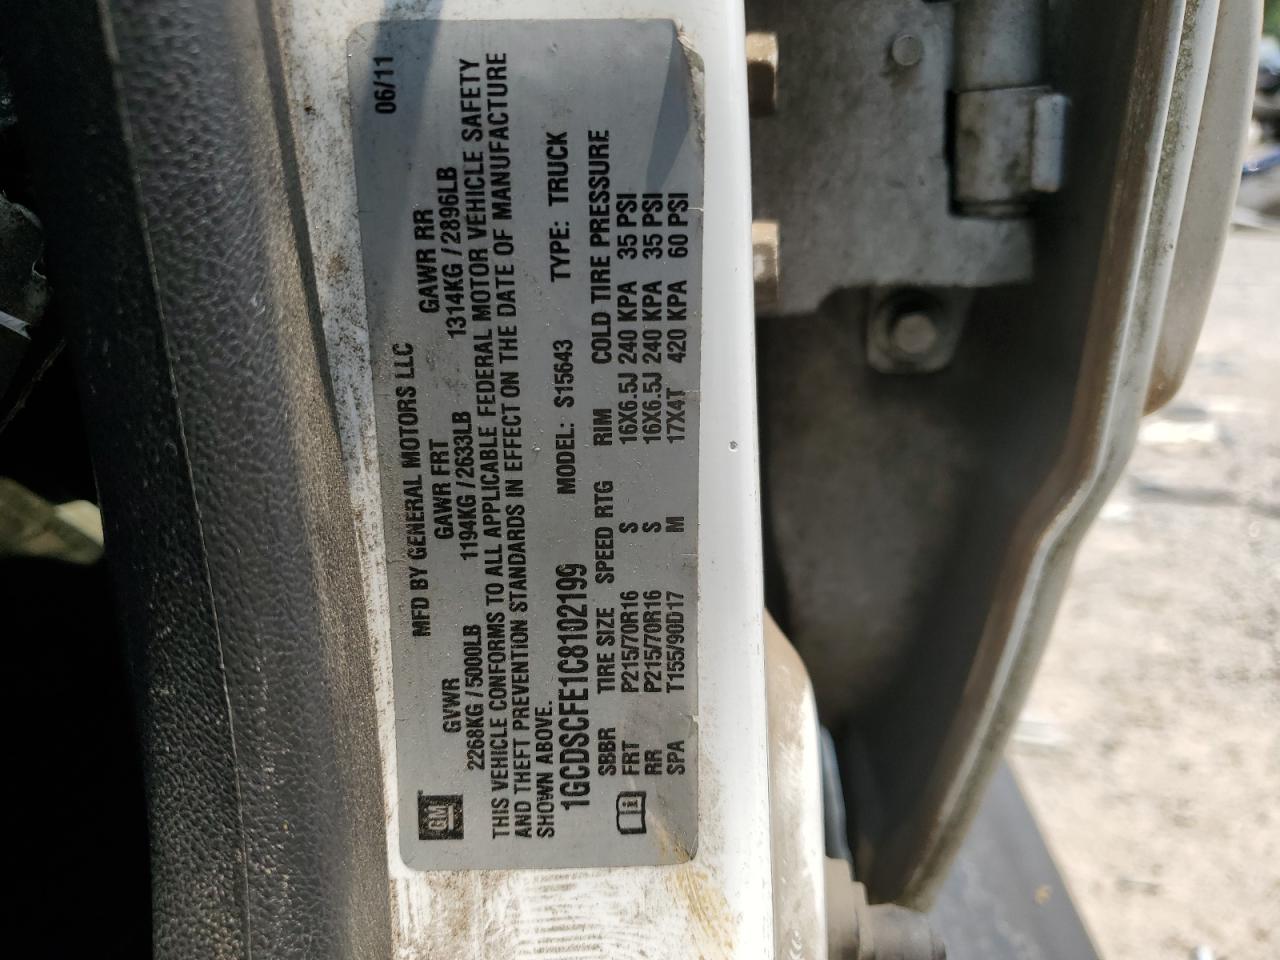 MFD BY GENERAL MOTORS LLC 06/11
GM GVWR GAWR FRT GAWR RR
2268KG / 5000LB 1194KG / 2633LB 1314KG / 2896LB
THIS VEHICLE CONFORMS TO ALL APPLICABLE FEDERAL MOTOR VEHICLE SAFETY
AND THEFT PREVENTION STANDARDS IN EFFECT ON THE DATE OF MANUFACTURE
SHOWN ABOVE.
1GCDSCFE1C8102199 MODEL: S15643 TYPE: TRUCK
SBBR TIRE SIZE SPEED RTG RIM COLD TIRE PRESSURE
FRT P215/70R16 S 16X6.5J 240 KPA 35 PSI
RR P215/70R16 S 16X6.5J 240 KPA 35 PSI
SPA T155/90D17 M 17X4T 420 KPA 60 PSI